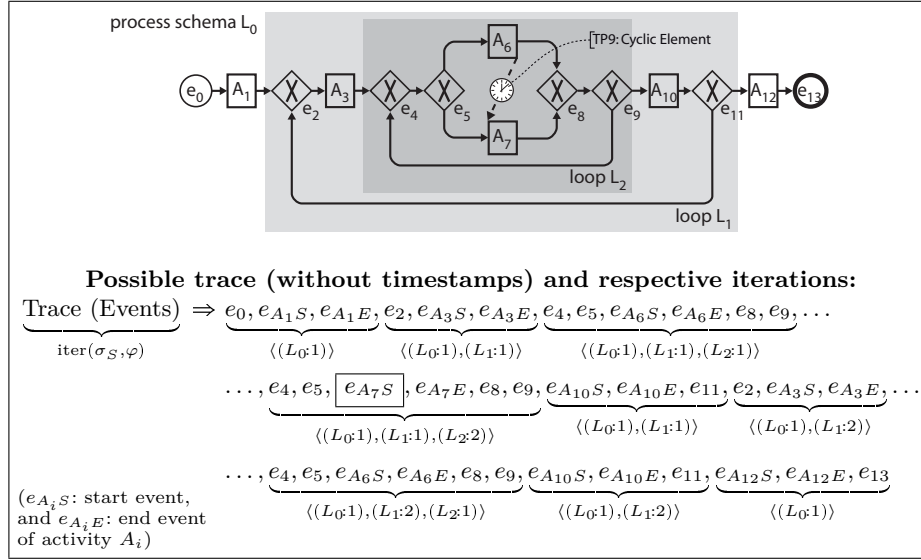 process schema L0
A6
TP9: Cyclic Element
e0 A1 e2 A3 e4 e5 e8 e9 A10 e11 A12 e13
A7
loop L2
loop L1
Possible trace (without timestamps) and respective iterations:
Trace (Events) ⇒ e0, eA1S, eA1E, e2, eA3S, eA3E, e4, e5, eA6S, eA6E, e8, e9, ...
iter(σS,φ) ⟨(L0:1)⟩ ⟨(L0:1),(L1:1)⟩ ⟨(L0:1),(L1:1),(L2:1)⟩
..., e4, e5, eA7S, eA7E, e8, e9, eA10S, eA10E, e11, e2, eA3S, eA3E, ...
⟨(L0:1),(L1:1),(L2:2)⟩ ⟨(L0:1),(L1:1)⟩ ⟨(L0:1),(L1:2)⟩
..., e4, e5, eA6S, eA6E, e8, e9, eA10S, eA10E, e11, eA12S, eA12E, e13
⟨(L0:1),(L1:2),(L2:1)⟩ ⟨(L0:1),(L1:2)⟩ ⟨(L0:1)⟩
(eAiS: start event,
and eAiE: end event
of activity Ai)